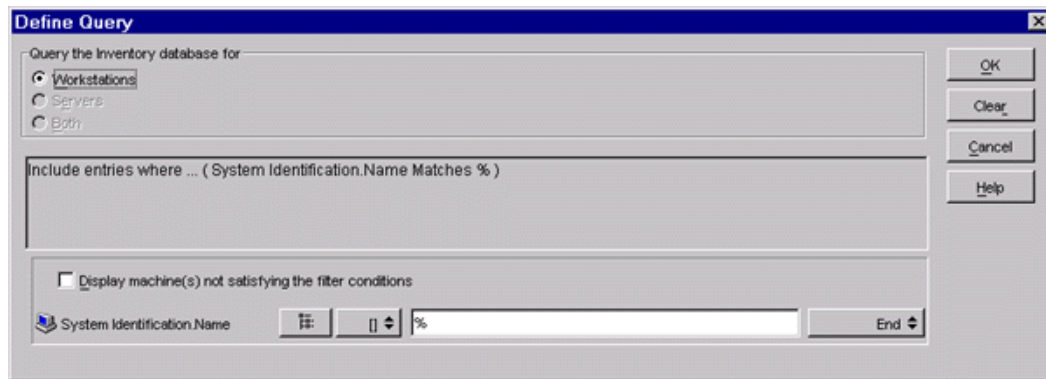 Define Query
Query the Inventory database for
Workstations
Servers
Both
OK
Clear
Cancel
Help
Include entries where ... ( System Identification.Name Matches % )
Display machine(s) not satisfying the filter conditions
System Identification.Name [] % End